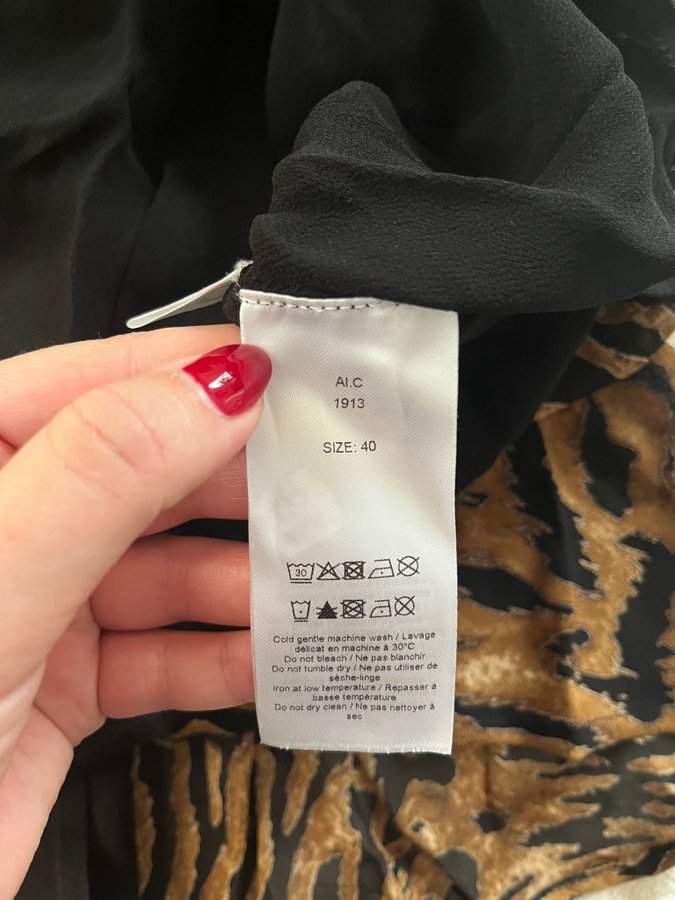 AI.C
1913
SIZE: 40
30
Cold gentle machine wash / Lavage
délicat en machine à 30°C
Do not bleach / Ne pas blanchir
Do not tumble dry / Ne pas utiliser de
sèche-linge
Iron at low temperature / Repasser à
basse température
Do not dry clean / Ne pas nettoyer à
sec